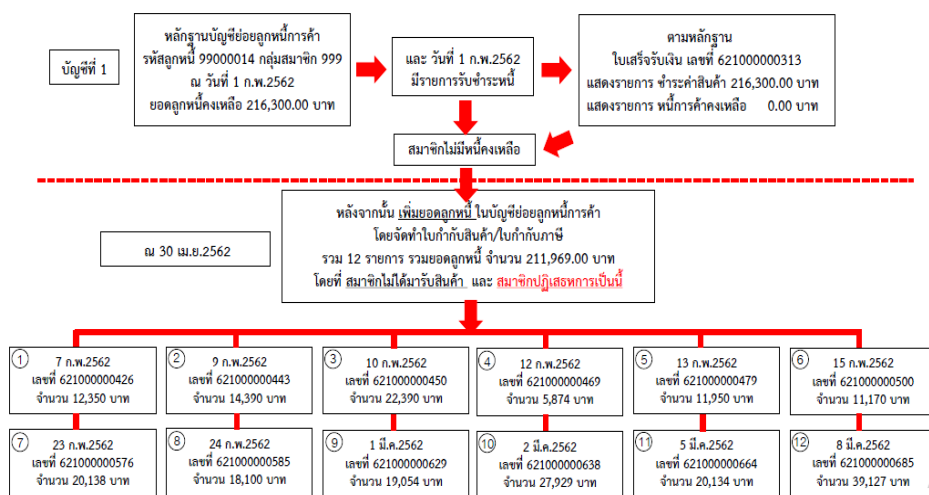 บัญชีที่ 1
หลักฐานบัญชีย่อยลูกหนี้การค้า
รหัสลูกหนี้ 99000014 กลุ่มสมาชิก 999
ณ วันที่ 1 ก.พ.2562
ยอดลูกหนี้คงเหลือ 216,300.00 บาท
และ วันที่ 1 ก.พ.2562
มีรายการรับชำระหนี้
ตามหลักฐาน
ใบเสร็จรับเงิน เลขที่ 621000000313
แสดงรายการ ชำระค่าสินค้า 216,300.00 บาท
แสดงรายการ หนี้การค้าคงเหลือ 0.00 บาท
สมาชิกไม่มีหนี้คงเหลือ
ณ 30 เม.ย.2562
หลังจากนั้น เพิ่มยอดลูกหนี้ ในบัญชีย่อยลูกหนี้การค้า
โดยจัดทำใบกำกับสินค้า/ใบกำกับภาษี
รวม 12 รายการ รวมยอดลูกหนี้ จำนวน 211,969.00 บาท
โดยที่ สมาชิกไม่ได้มารับสินค้า และ สมาชิกปฏิเสธหการเป็นนี้
1
7 ก.พ.2562
เลขที่ 621000000426
จำนวน 12,350 บาท
2
9 ก.พ.2562
เลขที่ 621000000443
จำนวน 14,390 บาท
3
10 ก.พ.2562
เลขที่ 621000000450
จำนวน 22,390 บาท
4
12 ก.พ.2562
เลขที่ 621000000469
จำนวน 5,874 บาท
5
13 ก.พ.2562
เลขที่ 621000000479
จำนวน 11,950 บาท
6
15 ก.พ.2562
เลขที่ 621000000500
จำนวน 11,170 บาท
7
23 ก.พ.2562
เลขที่ 621000000576
จำนวน 20,138 บาท
8
24 ก.พ.2562
เลขที่ 621000000585
จำนวน 18,100 บาท
9
1 มี.ค.2562
เลขที่ 621000000629
จำนวน 19,054 บาท
10
2 มี.ค.2562
เลขที่ 621000000638
จำนวน 27,929 บาท
11
5 มี.ค.2562
เลขที่ 621000000664
จำนวน 20,134 บาท
12
8 มี.ค.2562
เลขที่ 621000000685
จำนวน 39,127 บาท